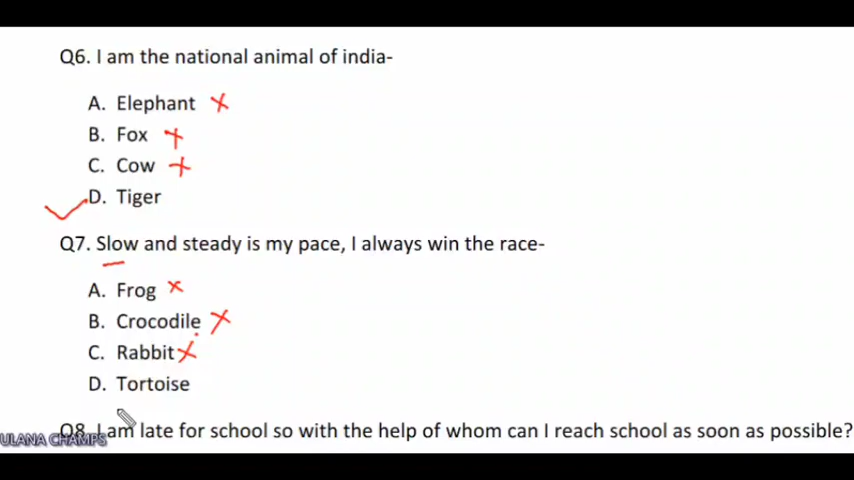 Q6. I am the national animal of india-
A. Elephant
B. Fox
C. Cow
D. Tiger
Q7. Slow and steady is my pace, I always win the race-
A. Frog
B. Crocodile
C. Rabbit
D. Tortoise
Q8. I am late for school so with the help of whom can I reach school as soon as possible?
ULANA CHAMPS